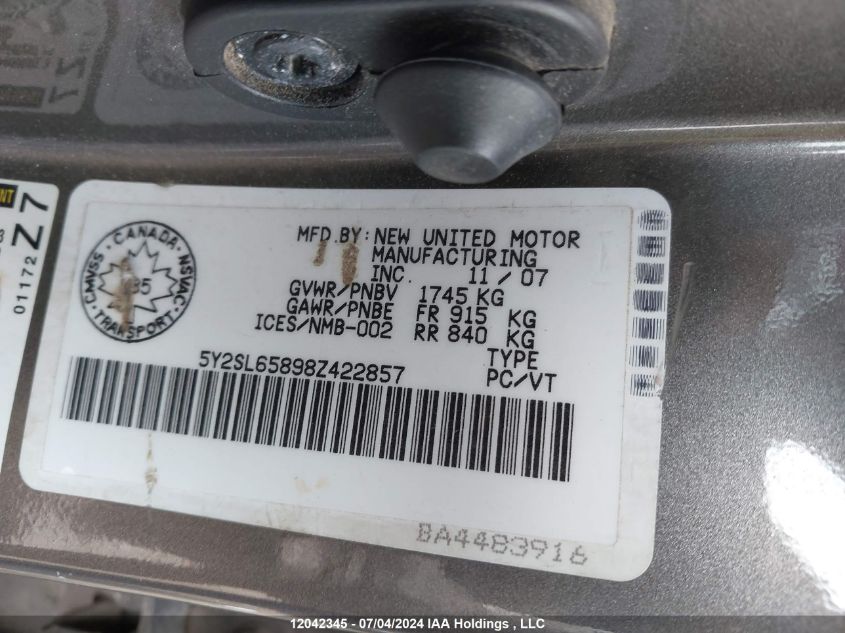 NT
Z7
01172
CANADA
CMVSS
NSVAC
TRANSPORT
MFD.BY: NEW UNITED MOTOR
MANUFACTURING
INC. 11/07
GVWR/PNBV 1745 KG
GAWR/PNBE FR 915 KG
ICES/NMB-002 RR 840 KG
5Y2SL65898Z422857
TYPE
PC/VT
BA4483916
12042345 - 07/04/2024 IAA Holdings , LLC